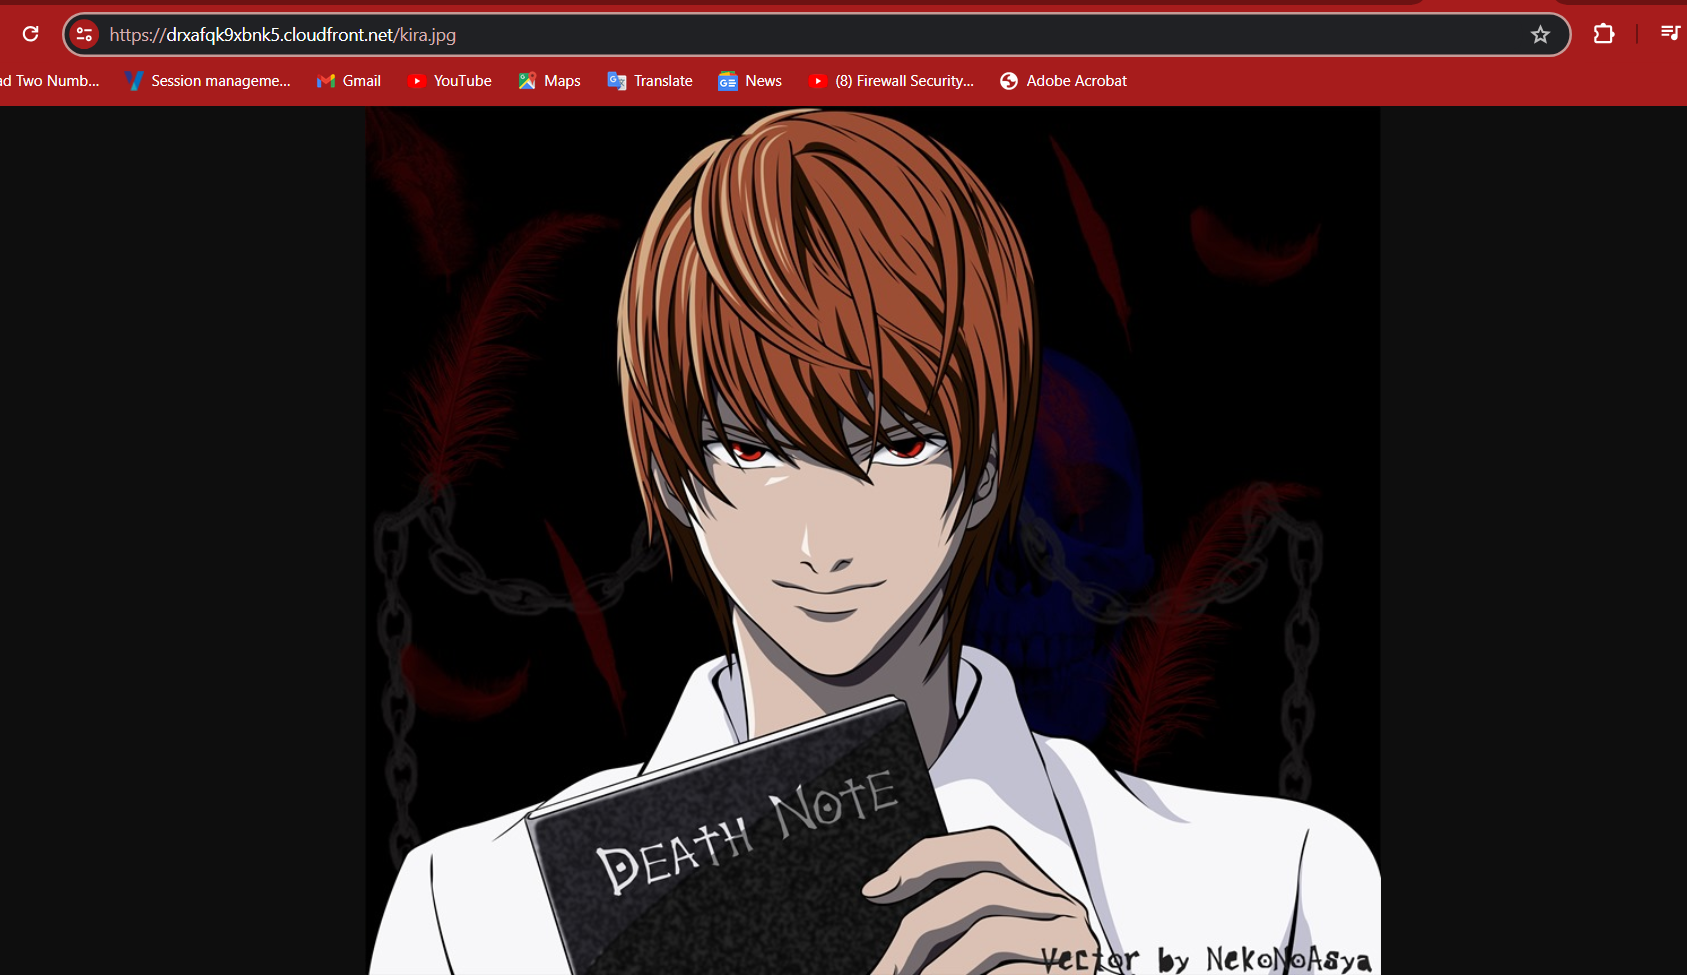 https://drxafqk9xbnk5.cloudfront.net/kira.jpg
ad Two Numb... Session manageme... Gmail YouTube Maps Translate News (8) Firewall Security... Adobe Acrobat
DEATH NOTE
Vector by NekoNoAsya